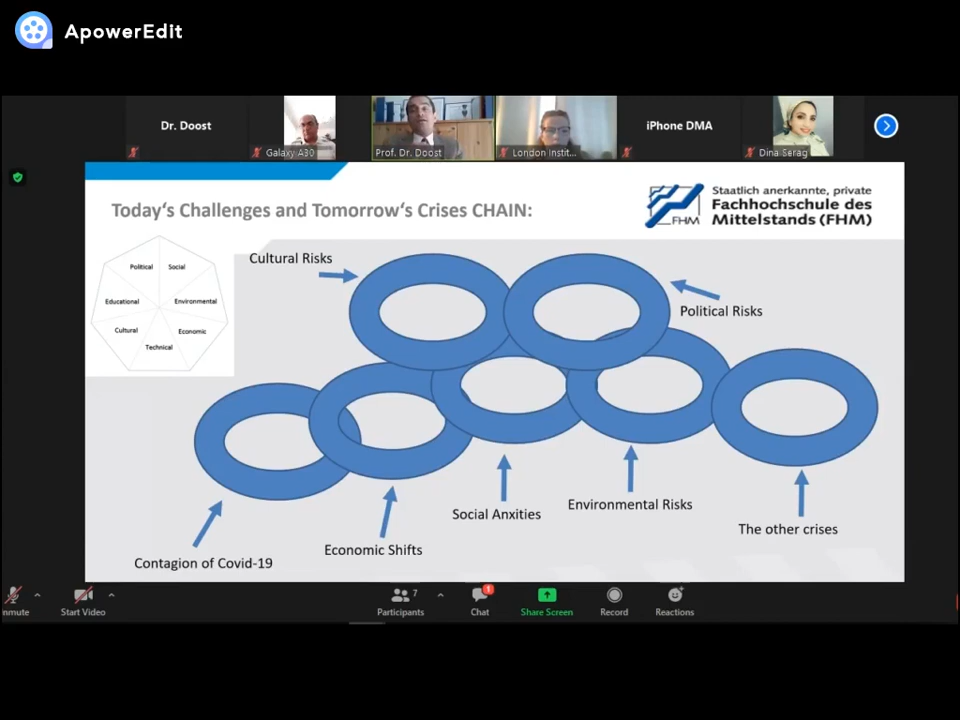 ApowerEdit
Dr. Doost
iPhone DMA
Galaxy A30
Prof. Dr. Doost
London Instit...
Dina Serag
Today's Challenges and Tomorrow's Crises CHAIN:
Staatlich anerkannte, private
Fachhochschule des
Mittelstands (FHM)
FHM
Political
Social
Educational
Environmental
Cultural
Economic
Technical
Cultural Risks
Political Risks
Social Anxities
Environmental Risks
The other crises
Economic Shifts
Contagion of Covid-19
nmute
Start Video
7
Participants
1
Chat
Share Screen
Record
Reactions